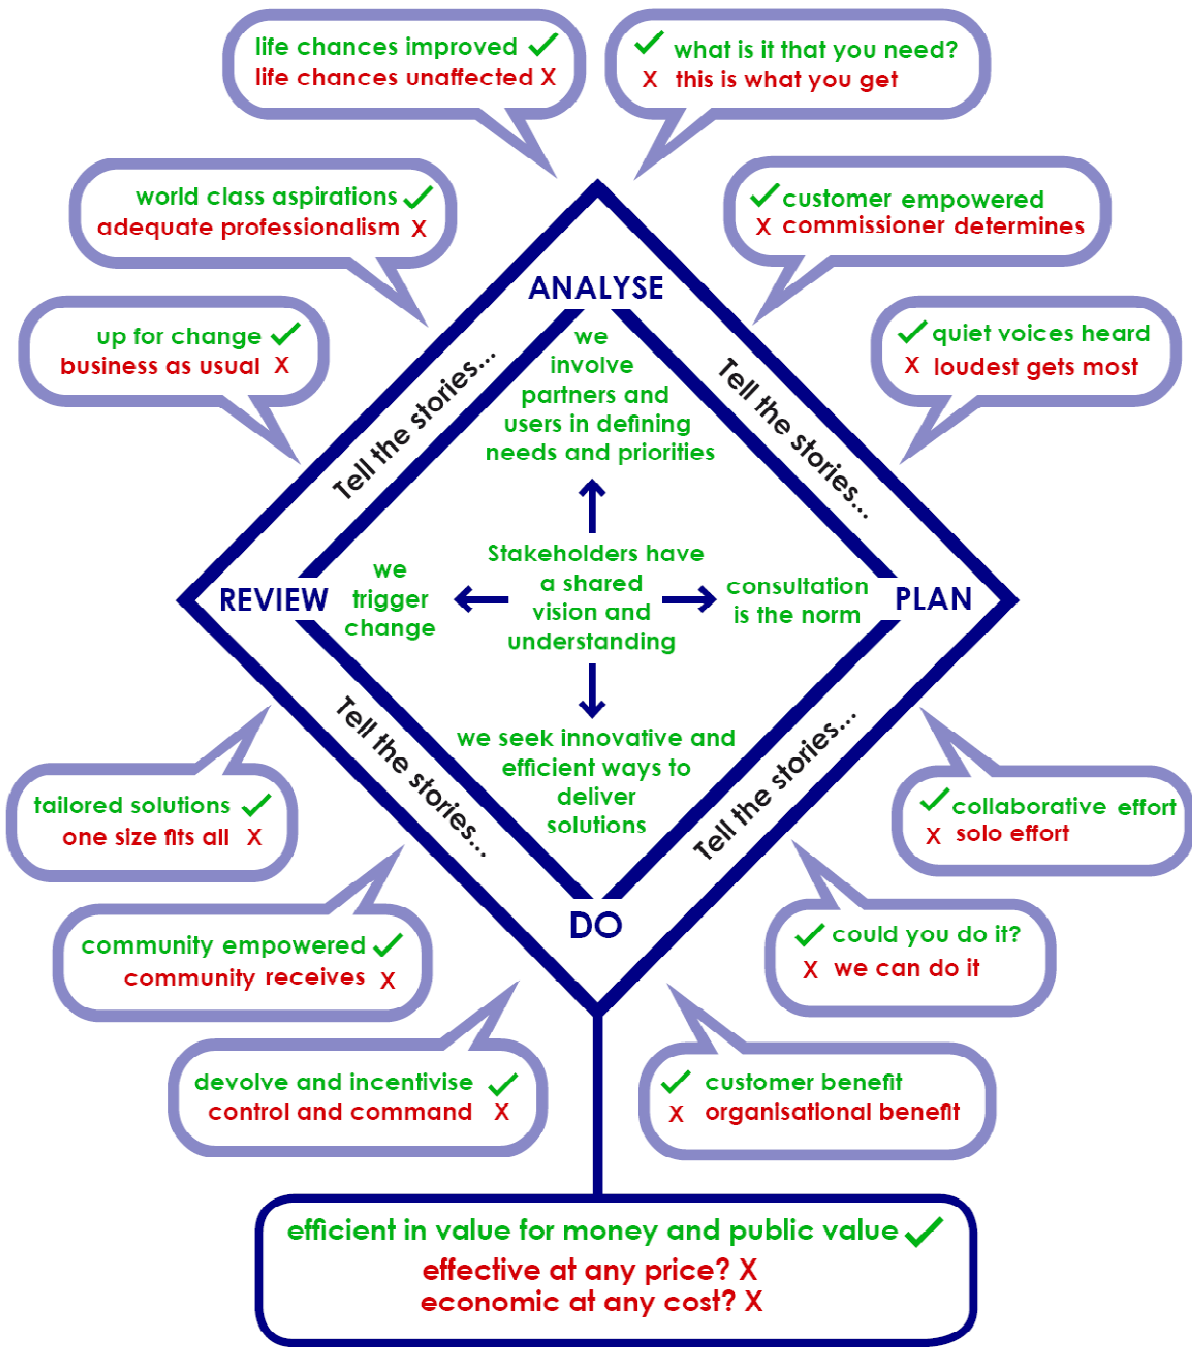 life chances improved ✓
life chances unaffected X
✓ what is it that you need?
X this is what you get
world class aspirations ✓
adequate professionalism X
✓ customer empowered
X commissioner determines
up for change ✓
business as usual X
✓ quiet voices heard
X loudest gets most
ANALYSE
we
involve
partners and
users in defining
needs and priorities
Tell the stories...
Tell the stories...
REVIEW
we
trigger
change
Stakeholders have
a shared
vision and
understanding
consultation
is the norm
PLAN
we seek innovative and
efficient ways to
deliver
solutions
Tell the stories...
Tell the stories...
DO
tailored solutions ✓
one size fits all X
✓ collaborative effort
X solo effort
community empowered ✓
community receives X
✓ could you do it?
X we can do it
devolve and incentivise ✓
control and command X
✓ customer benefit
X organisational benefit
efficient in value for money and public value ✓
effective at any price? X
economic at any cost? X